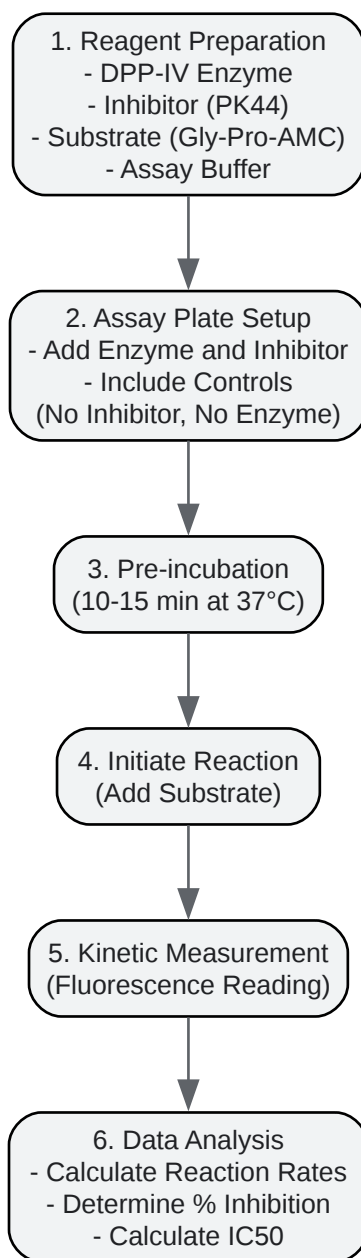 1. Reagent Preparation
- DPP-IV Enzyme
- Inhibitor (PK44)
- Substrate (Gly-Pro-AMC)
- Assay Buffer
2. Assay Plate Setup
- Add Enzyme and Inhibitor
- Include Controls
(No Inhibitor, No Enzyme)
3. Pre-incubation
(10-15 min at 37°C)
4. Initiate Reaction
(Add Substrate)
5. Kinetic Measurement
(Fluorescence Reading)
6. Data Analysis
- Calculate Reaction Rates
- Determine % Inhibition
- Calculate IC50